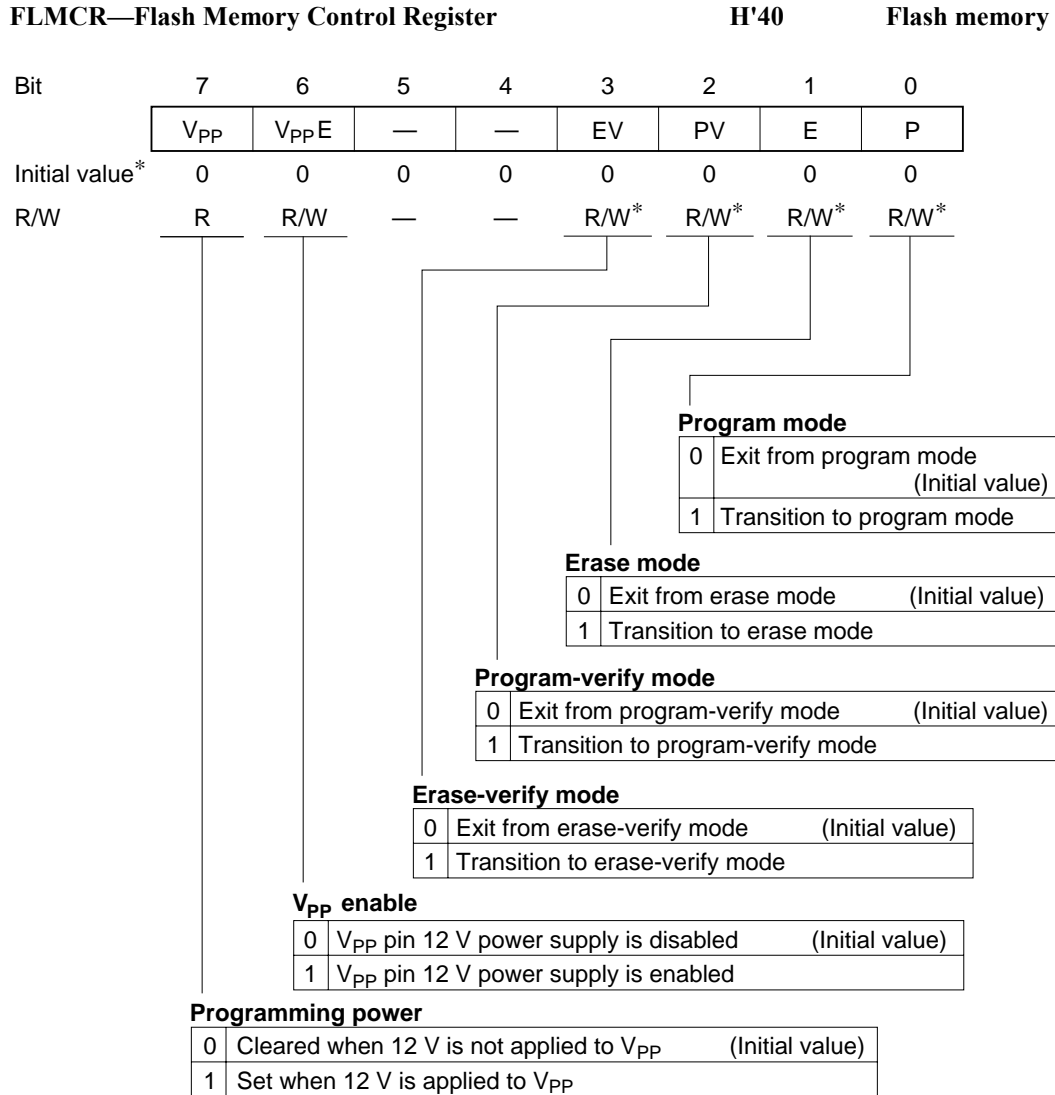 FLMCR—Flash Memory Control Register H'40 Flash memory
Bit 7 6 5 4 3 2 1 0
VPP VPPE — — EV PV E P
Initial value* 0 0 0 0 0 0 0 0
R/W R R/W — — R/W* R/W* R/W* R/W*
Program mode
0 Exit from program mode
(Initial value)
1 Transition to program mode
Erase mode
0 Exit from erase mode (Initial value)
1 Transition to erase mode
Program-verify mode
0 Exit from program-verify mode (Initial value)
1 Transition to program-verify mode
Erase-verify mode
0 Exit from erase-verify mode (Initial value)
1 Transition to erase-verify mode
VPP enable
0 VPP pin 12 V power supply is disabled (Initial value)
1 VPP pin 12 V power supply is enabled
Programming power
0 Cleared when 12 V is not applied to VPP (Initial value)
1 Set when 12 V is applied to VPP